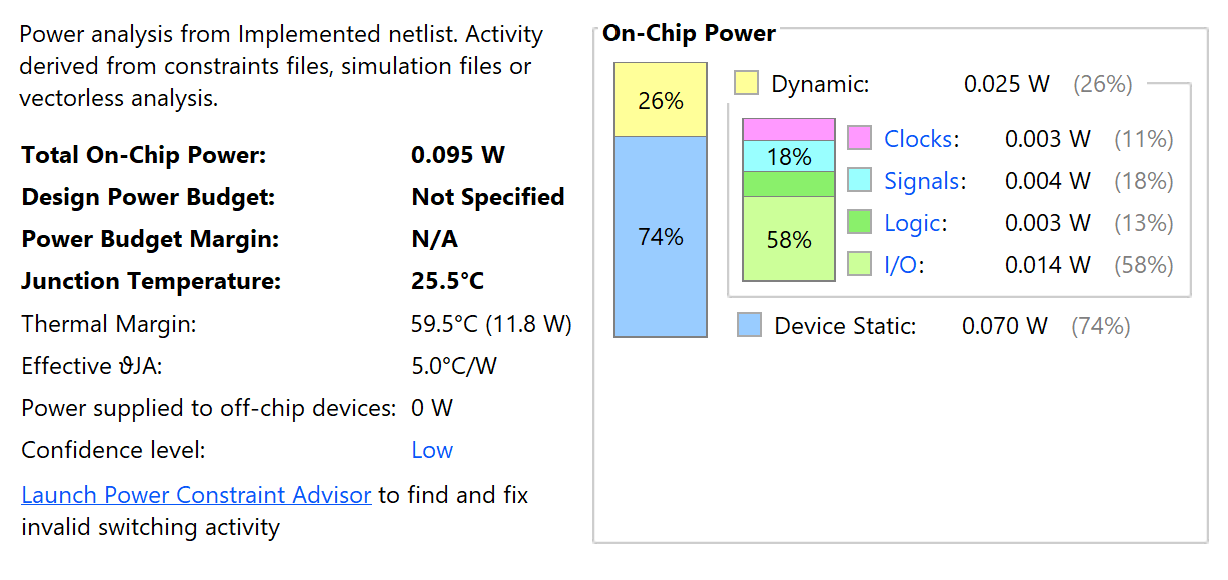 Power analysis from Implemented netlist. Activity
derived from constraints files, simulation files or
vectorless analysis.
Total On-Chip Power: 0.095 W
Design Power Budget: Not Specified
Power Budget Margin: N/A
Junction Temperature: 25.5°C
Thermal Margin: 59.5°C (11.8 W)
Effective ϑJA: 5.0°C/W
Power supplied to off-chip devices: 0 W
Confidence level: Low
Launch Power Constraint Advisor to find and fix
invalid switching activity
On-Chip Power
26%
74%
Dynamic: 0.025 W (26%)
18%
58%
Clocks: 0.003 W (11%)
Signals: 0.004 W (18%)
Logic: 0.003 W (13%)
I/O: 0.014 W (58%)
Device Static: 0.070 W (74%)